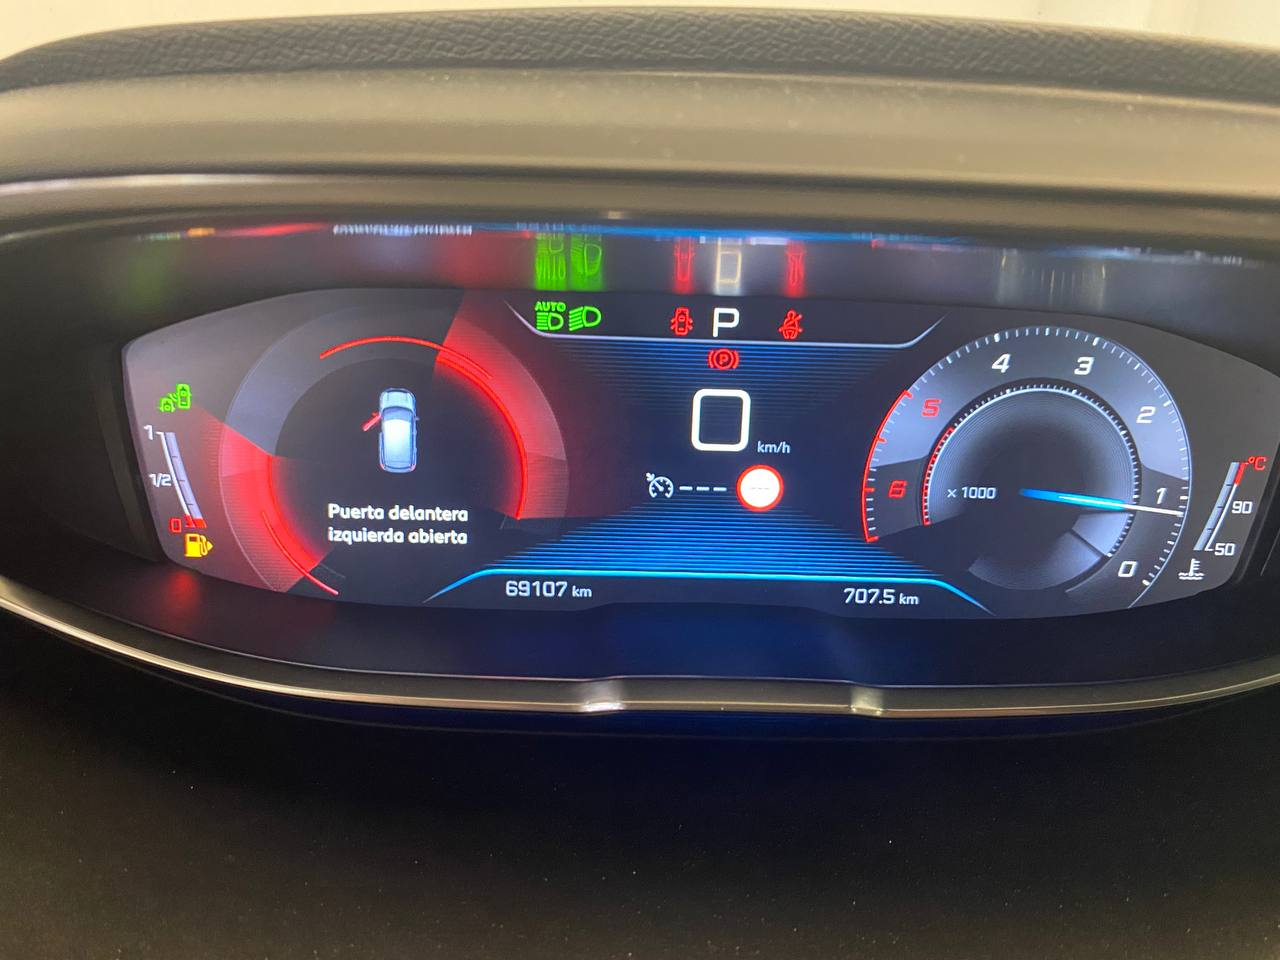 AUTO
P
P
0
km/h
1
1/2
0
Puerta delantera
izquierda abierta
69107 km
707.5 km
6
5
4
3
2
1
0
x 1000
°C
90
50